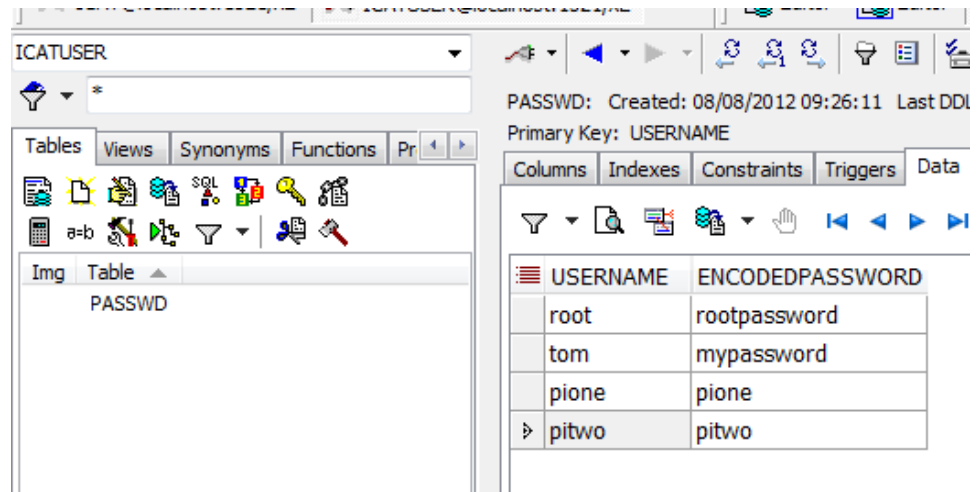 ICATUSER
*
Tables Views Synonyms Functions Pr
SQL
a=b
Img Table
PASSWD
PASSWD: Created: 08/08/2012 09:26:11 Last DDL
Primary Key: USERNAME
Columns Indexes Constraints Triggers Data
USERNAME ENCODEDPASSWORD
root rootpassword
tom mypassword
pione pione
pitwo pitwo